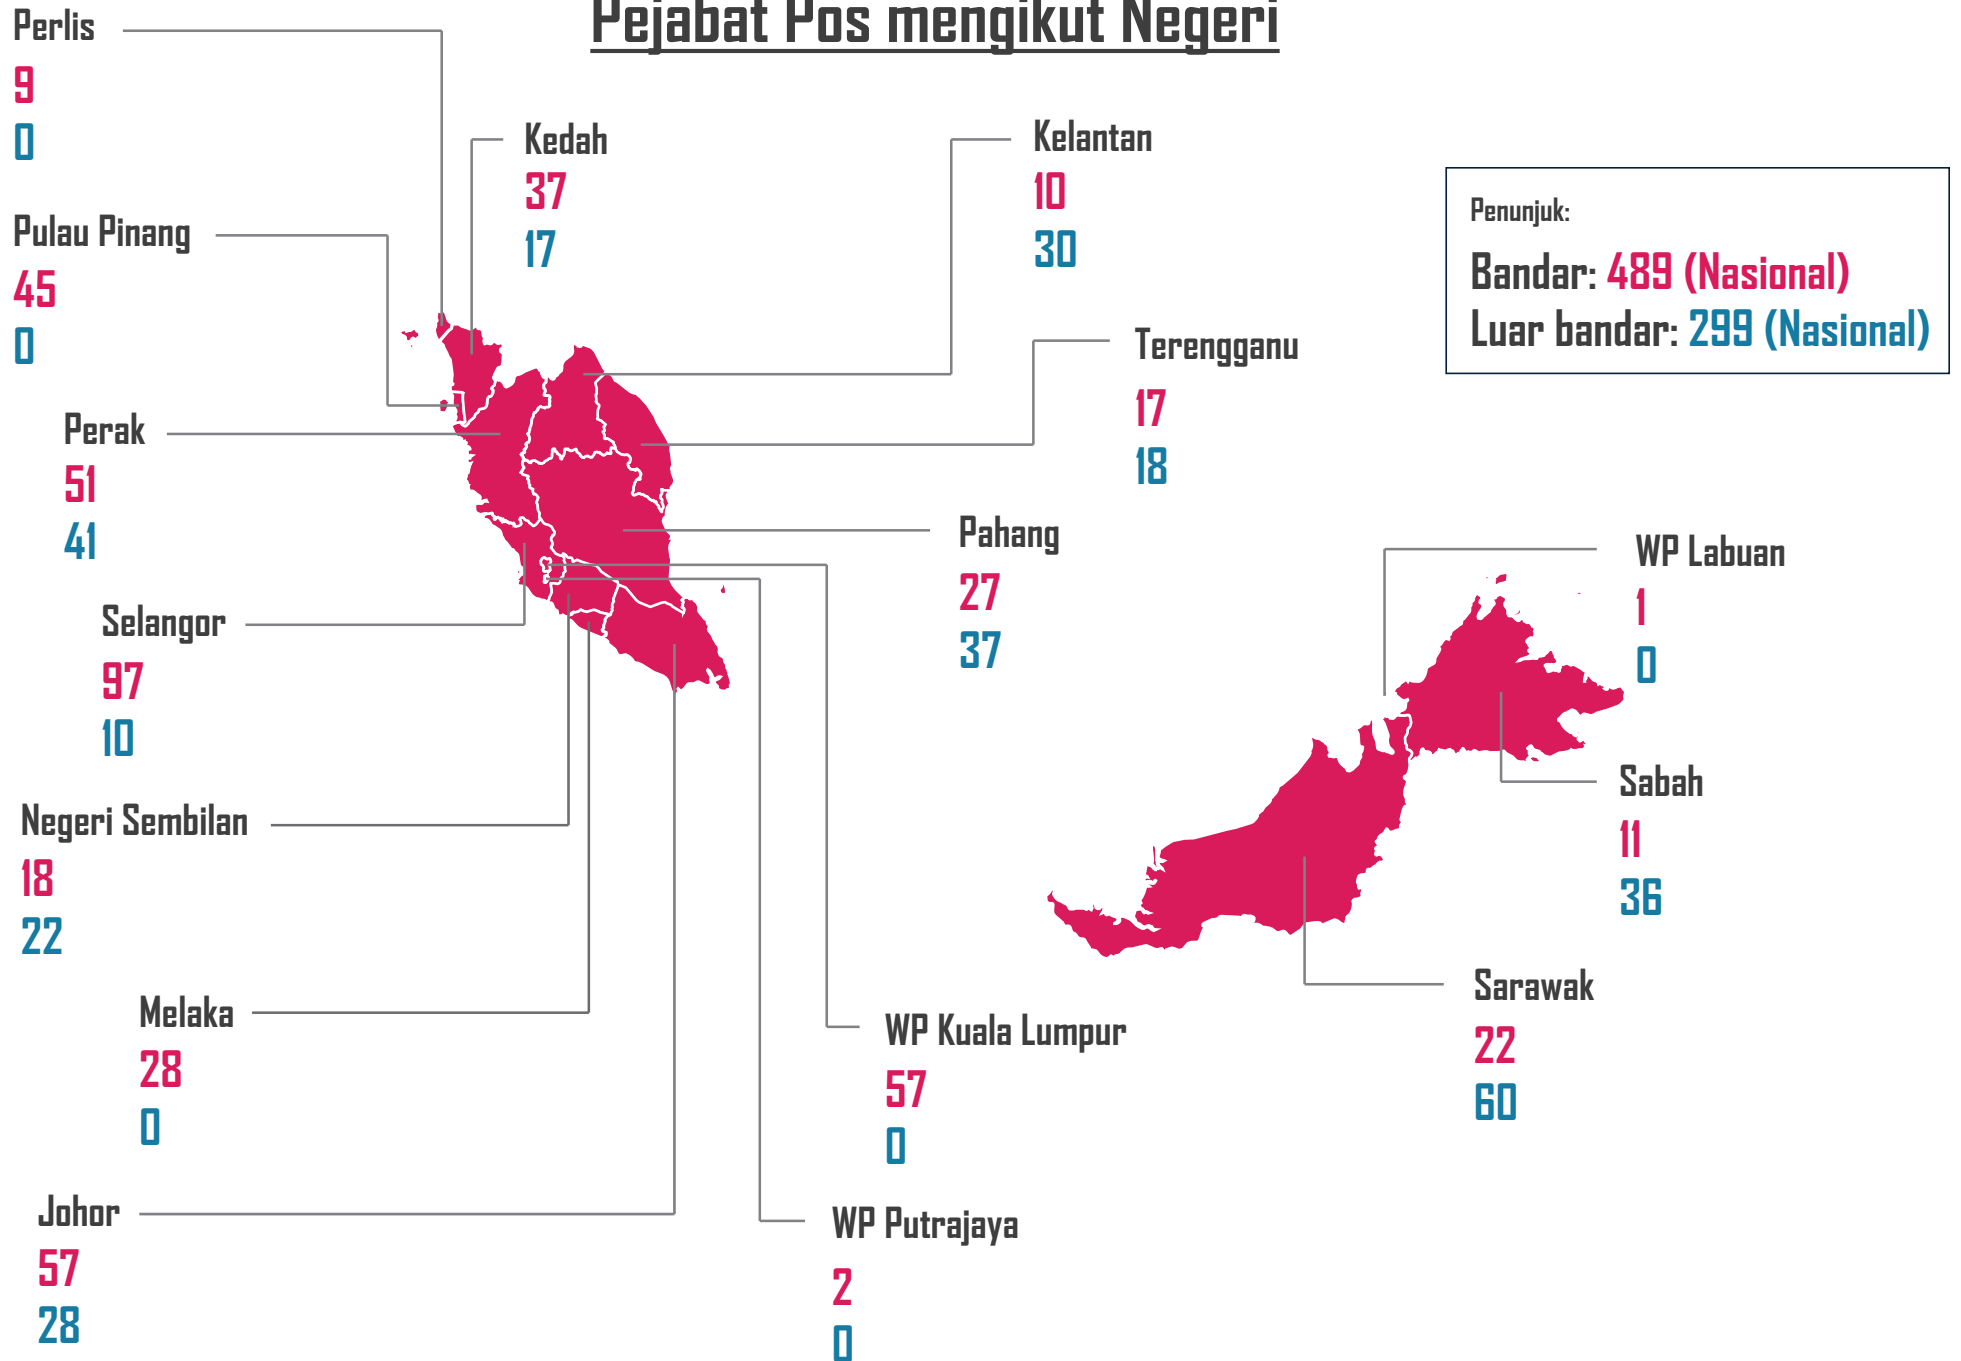 Pejabat Pos mengikut Negeri
Perlis
9
0
Kedah
37
17
Kelantan
10
30
Penunjuk:
Bandar: 489 (Nasional)
Luar bandar: 299 (Nasional)
Pulau Pinang
45
0
Terengganu
17
18
Perak
51
41
Pahang
27
37
WP Labuan
1
0
Selangor
97
10
Sabah
11
36
Negeri Sembilan
18
22
Sarawak
22
60
Melaka
28
0
WP Kuala Lumpur
57
0
Johor
57
28
WP Putrajaya
2
0